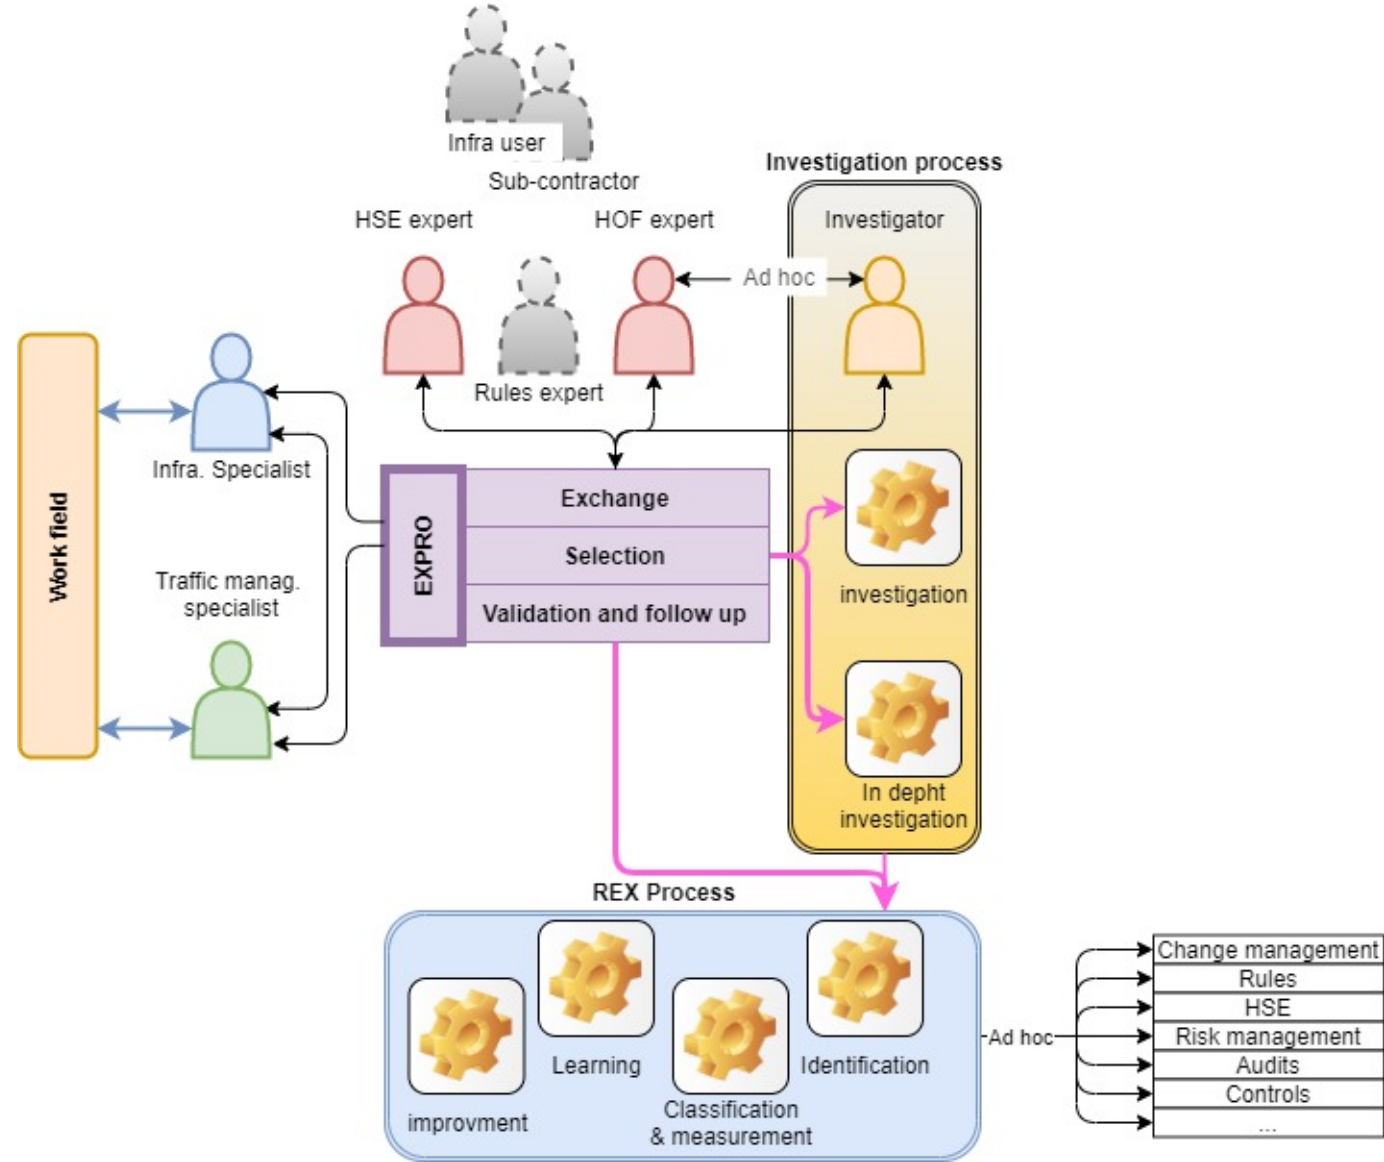 Infra user
Sub-contractor
Investigation process
HSE expert
HOF expert
Investigator
Ad hoc
Rules expert
Infra. Specialist
Work field
EXPRO
Exchange
Selection
Validation and follow up
Traffic manag.
specialist
investigation
In depht
investigation
REX Process
Learning
Identification
improvment
Classification
& measurement
Ad hoc
Change management
Rules
HSE
Risk management
Audits
Controls
...